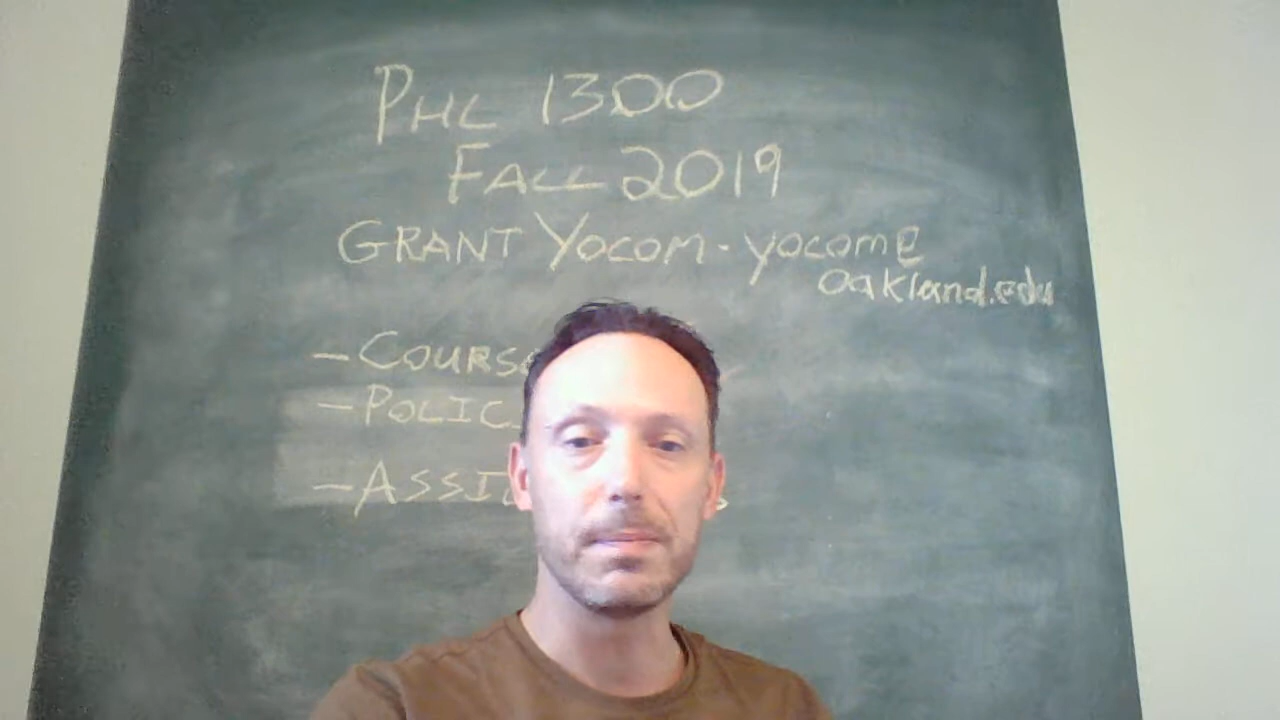 PHL 1300
FALL 2019
GRANT YOCOM - yocom@
oakland.edu
-
-
-